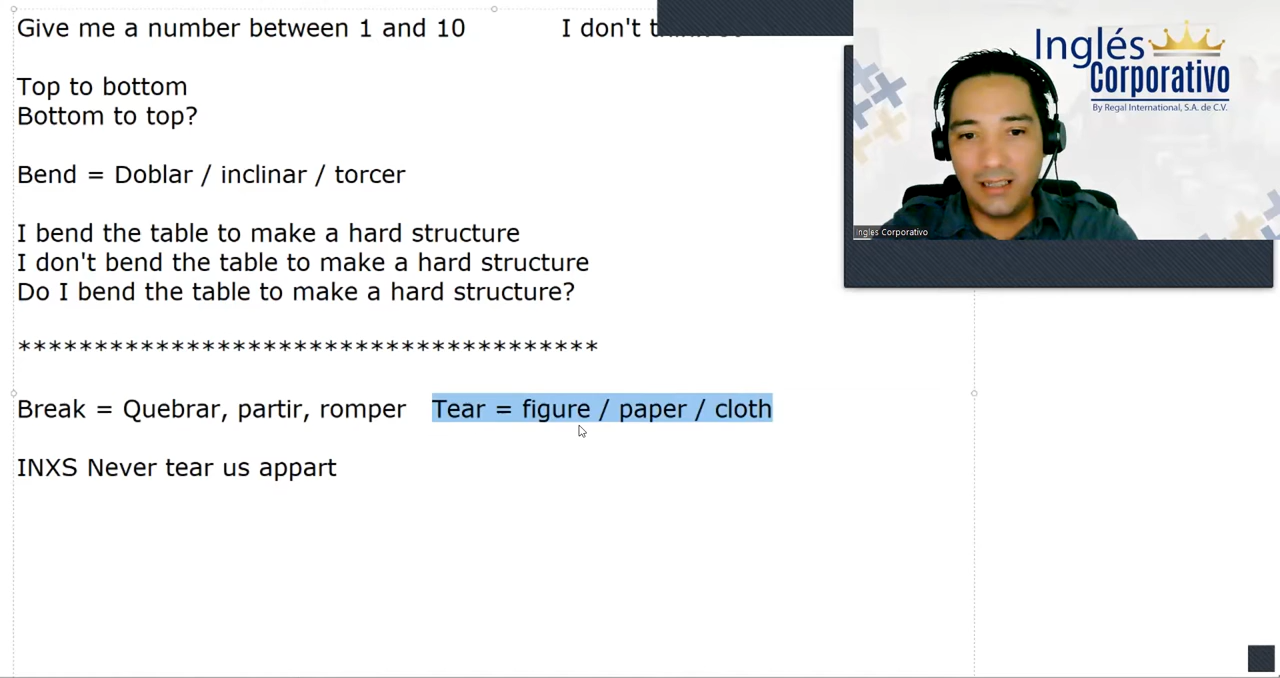 Give me a number between 1 and 10 I don't
Top to bottom
Bottom to top?
Bend = Doblar / inclinar / torcer
I bend the table to make a hard structure
I don't bend the table to make a hard structure
Do I bend the table to make a hard structure?
***************************************
Break = Quebrar, partir, romper Tear = figure / paper / cloth
INXS Never tear us appart
Inglés
Corporativo
By Regal International, S.A. de C.V.
Inglés Corporativo